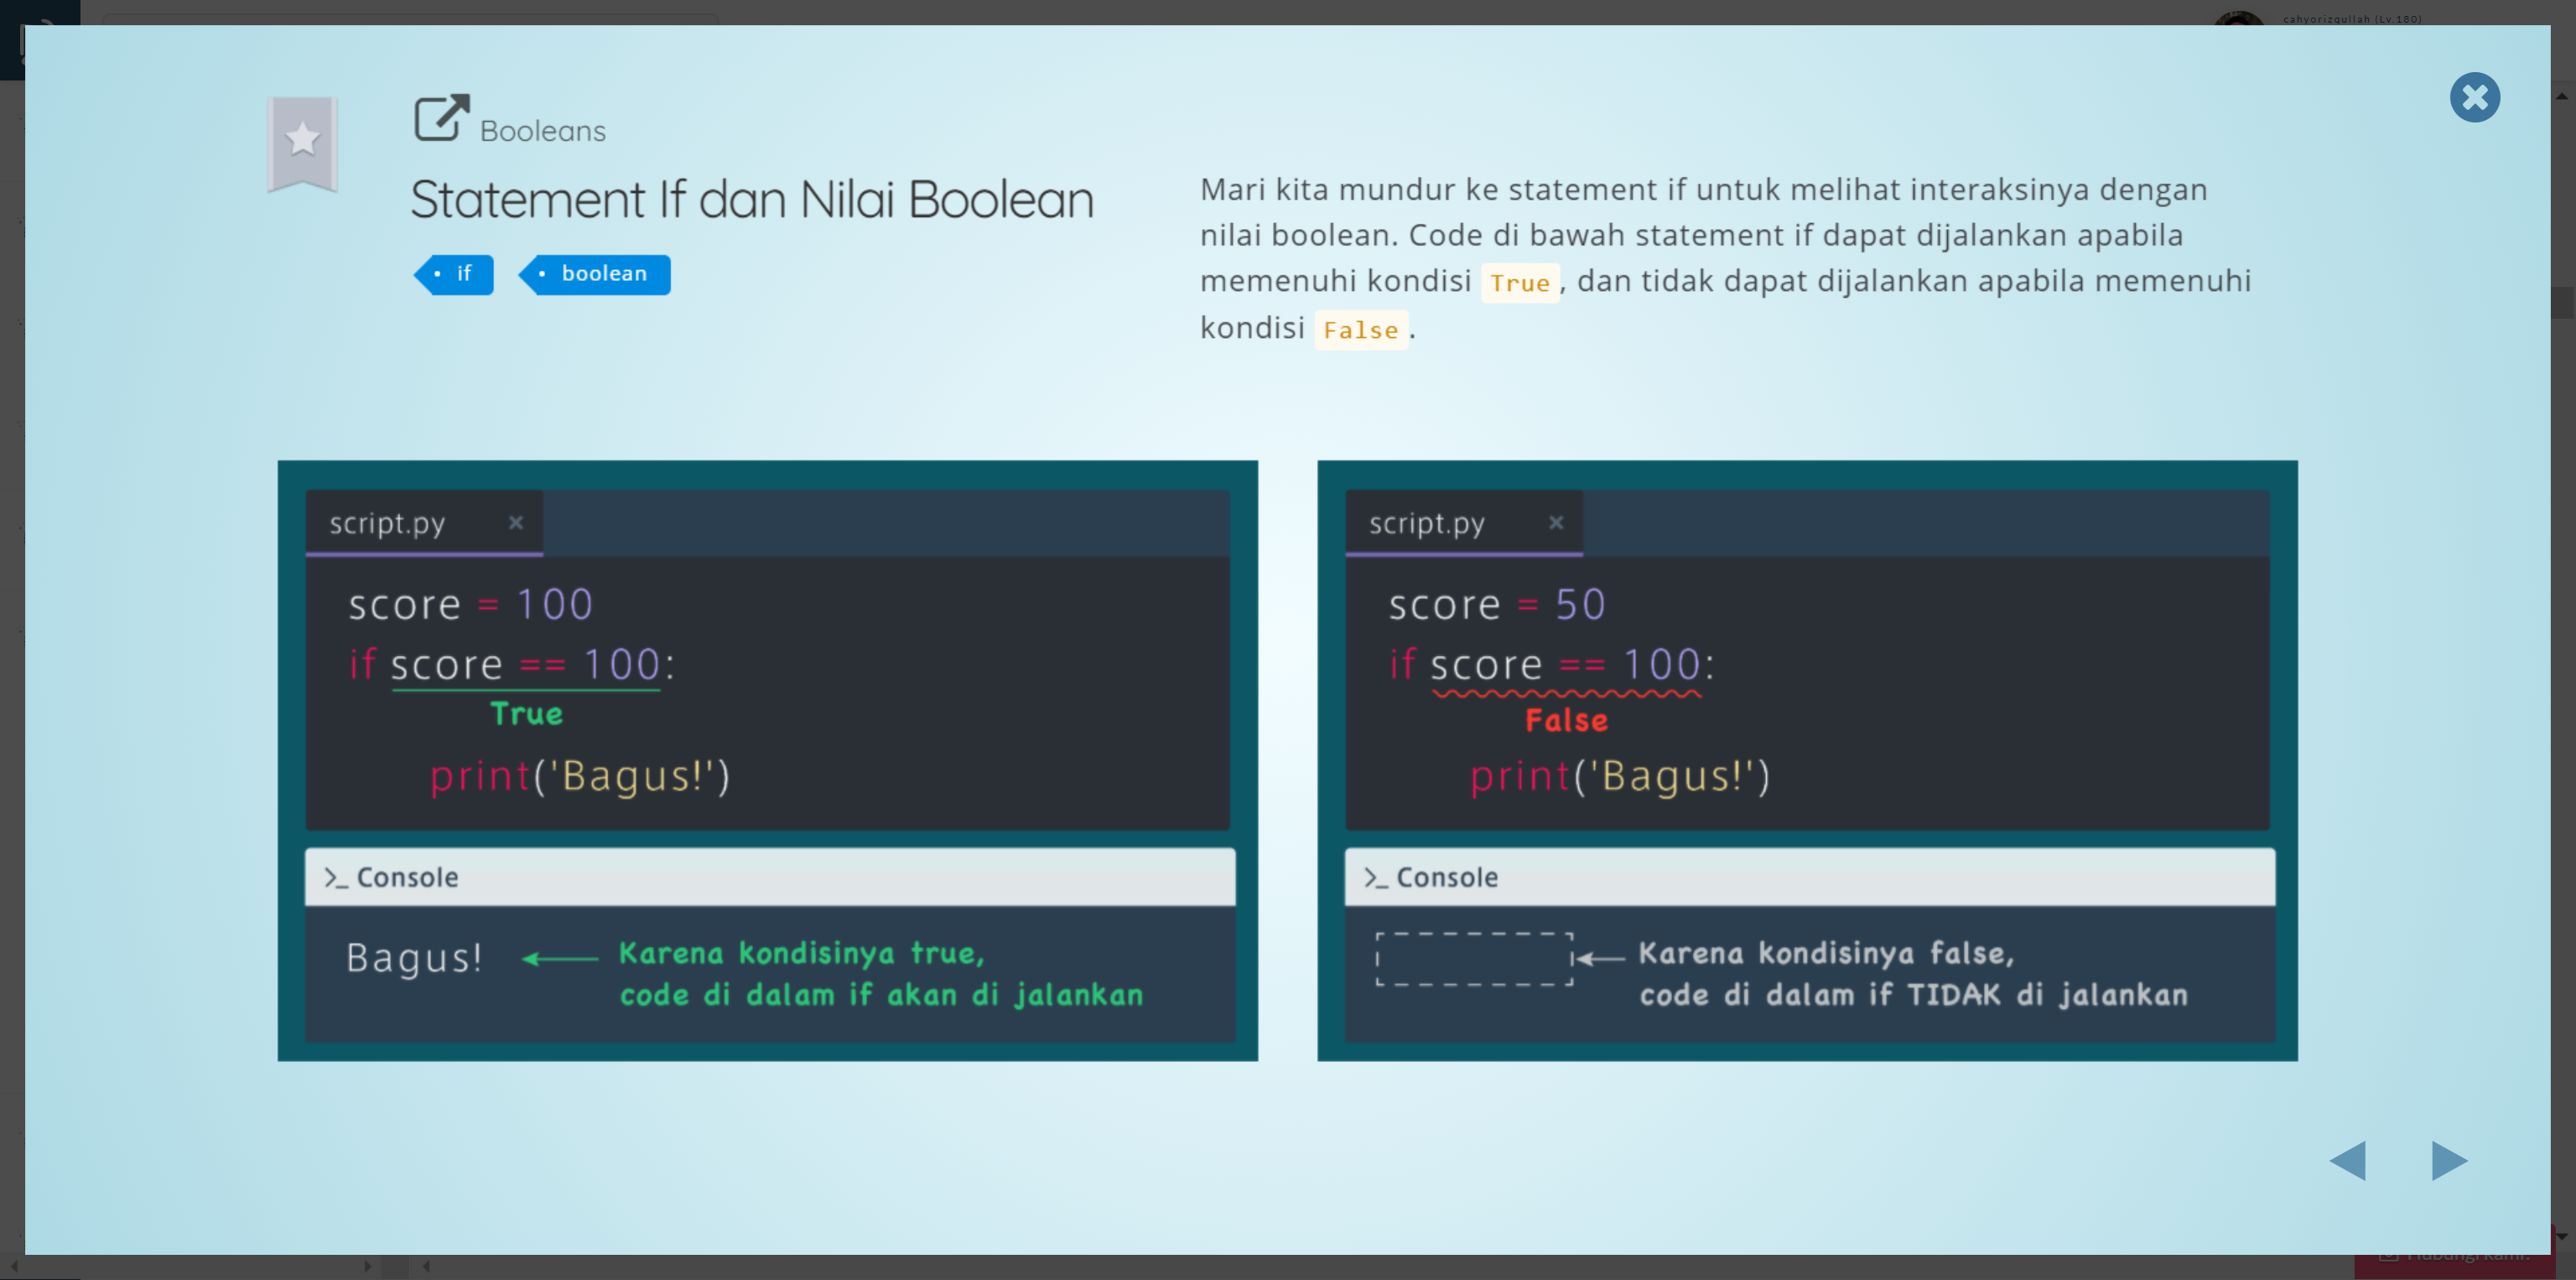 cahyorizqullah (Lv.180)
Booleans
Statement If dan Nilai Boolean
if
boolean
Mari kita mundur ke statement if untuk melihat interaksinya dengan
nilai boolean. Code di bawah statement if dapat dijalankan apabila
memenuhi kondisi True, dan tidak dapat dijalankan apabila memenuhi
kondisi False.
script.py
score = 100
if score == 100:
True
print('Bagus!')
>_ Console
Bagus!
Karena kondisinya true,
code di dalam if akan di jalankan
script.py
score = 50
if score == 100:
False
print('Bagus!')
>_ Console
Karena kondisinya false,
code di dalam if TIDAK di jalankan